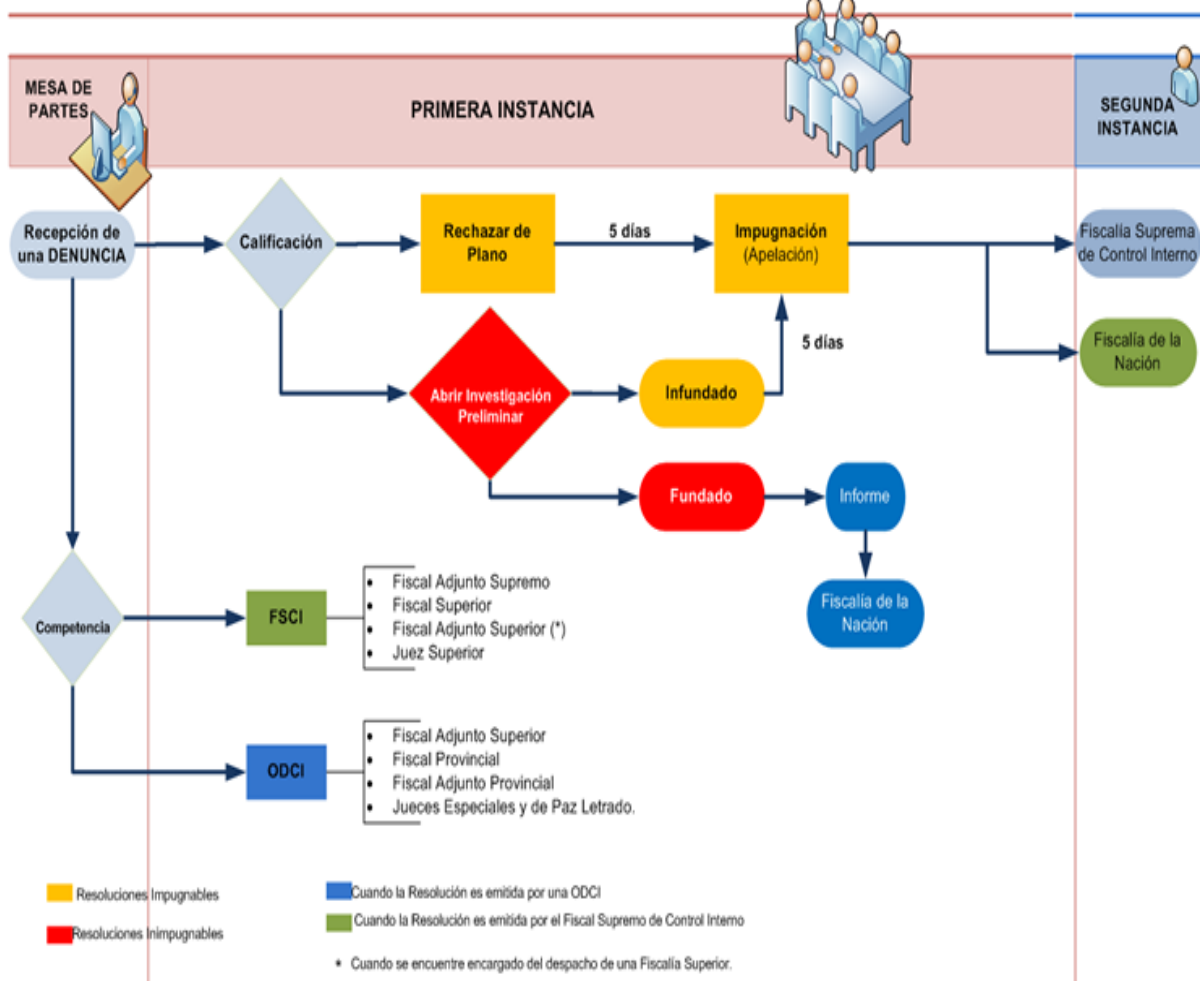 MESA DE
PARTES
PRIMERA INSTANCIA
SEGUNDA
INSTANCIA
Recepción de
una DENUNCIA
Calificación
Rechazar de
Plano
5 días
Impugnación
(Apelación)
Fiscalía Suprema
de Control Interno
Fiscalía de la
Nación
5 días
Abrir Investigación
Preliminar
Infundado
Fundado
Informe
Fiscalía de la
Nación
Competencia
FSCI
• Fiscal Adjunto Supremo
• Fiscal Superior
• Fiscal Adjunto Superior (*)
• Juez Superior
ODCI
• Fiscal Adjunto Superior
• Fiscal Provincial
• Fiscal Adjunto Provincial
• Jueces Especiales y de Paz Letrado.
Resoluciones Impugnables
Resoluciones Inimpugnables
Cuando la Resolución es emitida por una ODCI
Cuando la Resolución es emitida por el Fiscal Supremo de Control Interno
* Cuando se encuentre encargado del despacho de una Fiscalía Superior.